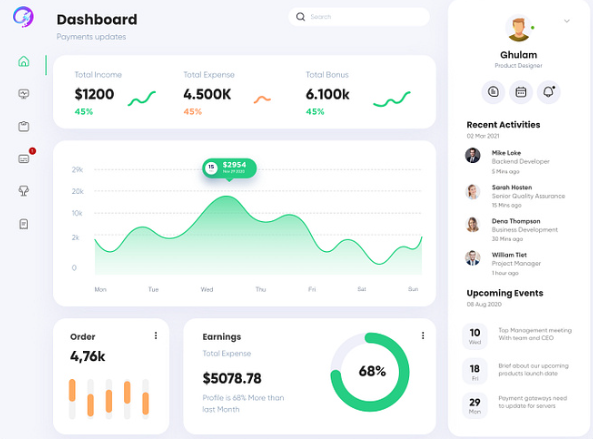 Dashboard
Payments updates
Search
Total Income
$1200
45%
Total Expense
4.500K
45%
Total Bonus
6.100k
45%
29k
20k
10k
2k
0
15
$2954
Mon
Tue
Wed
Thu
Fri
Sat
Sun
Order
4,76k
Earnings
Total Expense
$5078.78
Profile is 68% More than
last Month
68%
Ghulam
Product Designer
Recent Activities
02 Mar 2021
Mike Loke
Backend Developer
5 Mins ago
Sarah Hosten
Senior Quality Assurance
15 Mins ago
Dena Thompson
Business Development
30 Mins ago
William Tiet
Project Manager
1 hour ago
Upcoming Events
08 Aug 2020
10
Wed
Top Management meeting
With team and CEO
18
Fri
Brief about our upcoming
products launch date
29
Mon
Payment gateways need
to update for servers